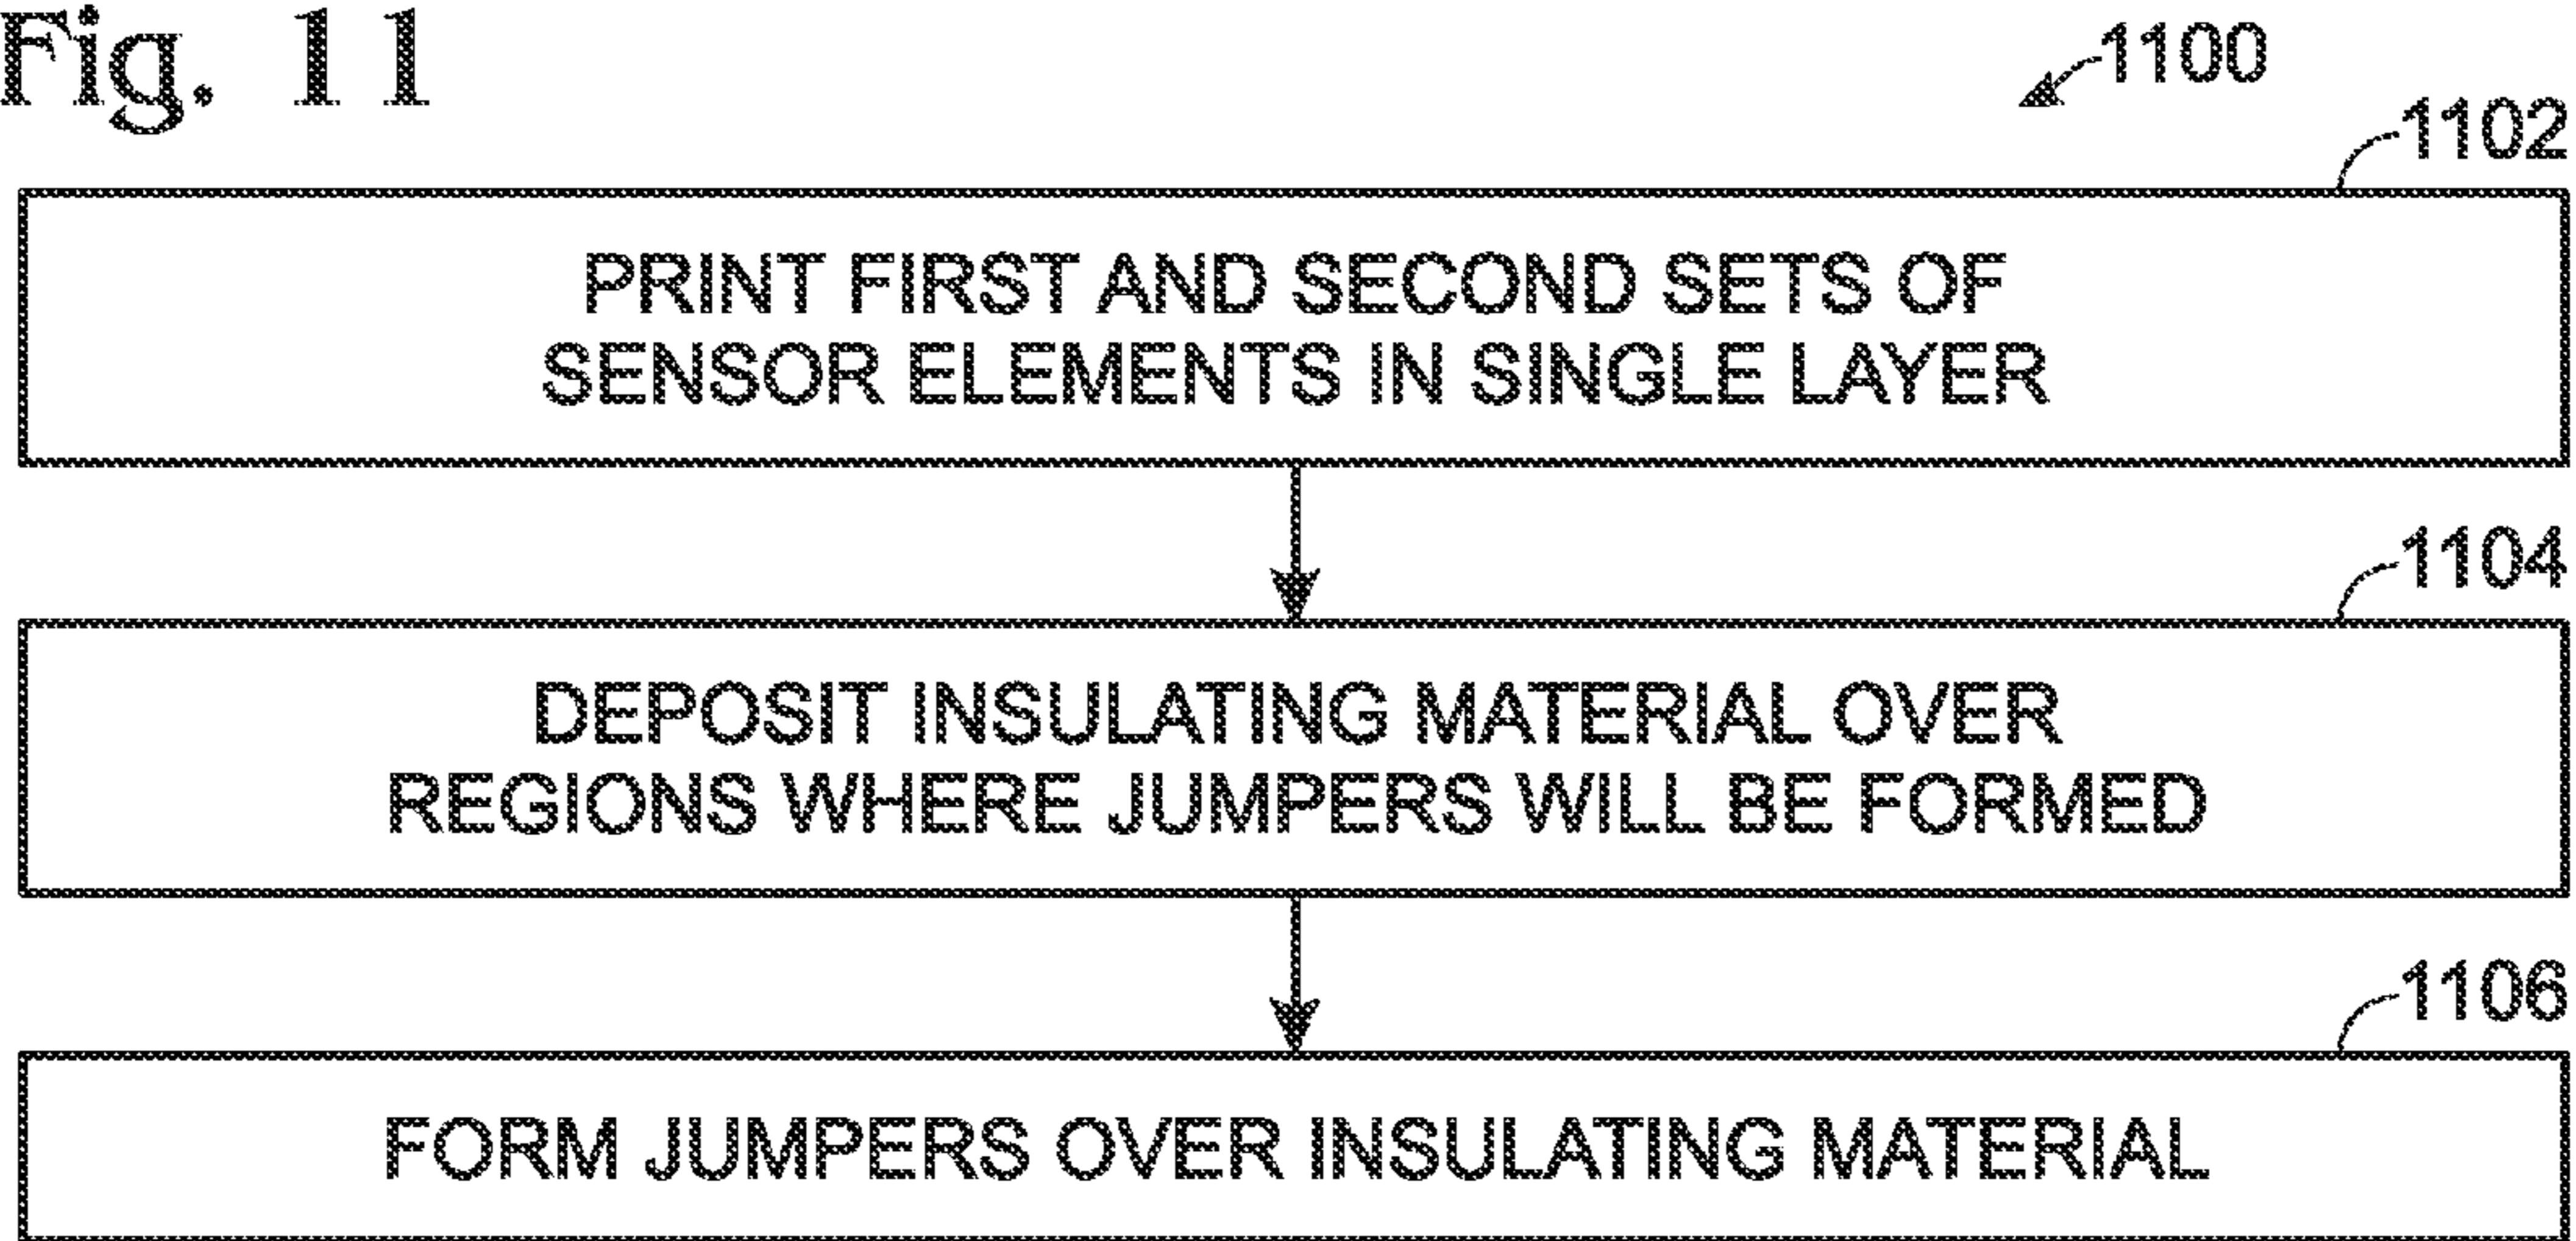 Fig. 11
1100
1102
PRINT FIRST AND SECOND SETS OF
SENSOR ELEMENTS IN SINGLE LAYER
1104
DEPOSIT INSULATING MATERIAL OVER
REGIONS WHERE JUMPERS WILL BE FORMED
1106
FORM JUMPERS OVER INSULATING MATERIAL